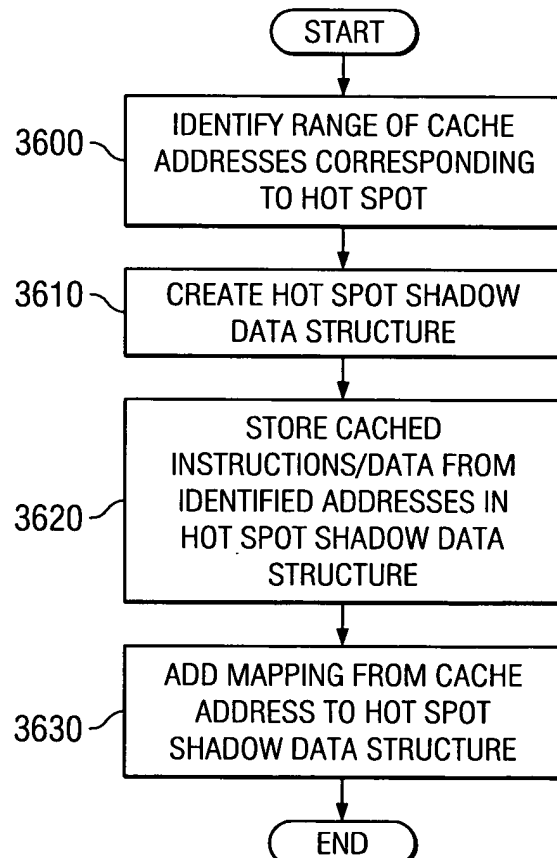 START
3600
IDENTIFY RANGE OF CACHE
ADDRESSES CORRESPONDING
TO HOT SPOT
3610
CREATE HOT SPOT SHADOW
DATA STRUCTURE
3620
STORE CACHED
INSTRUCTIONS/DATA FROM
IDENTIFIED ADDRESSES IN
HOT SPOT SHADOW DATA
STRUCTURE
3630
ADD MAPPING FROM CACHE
ADDRESS TO HOT SPOT
SHADOW DATA STRUCTURE
END